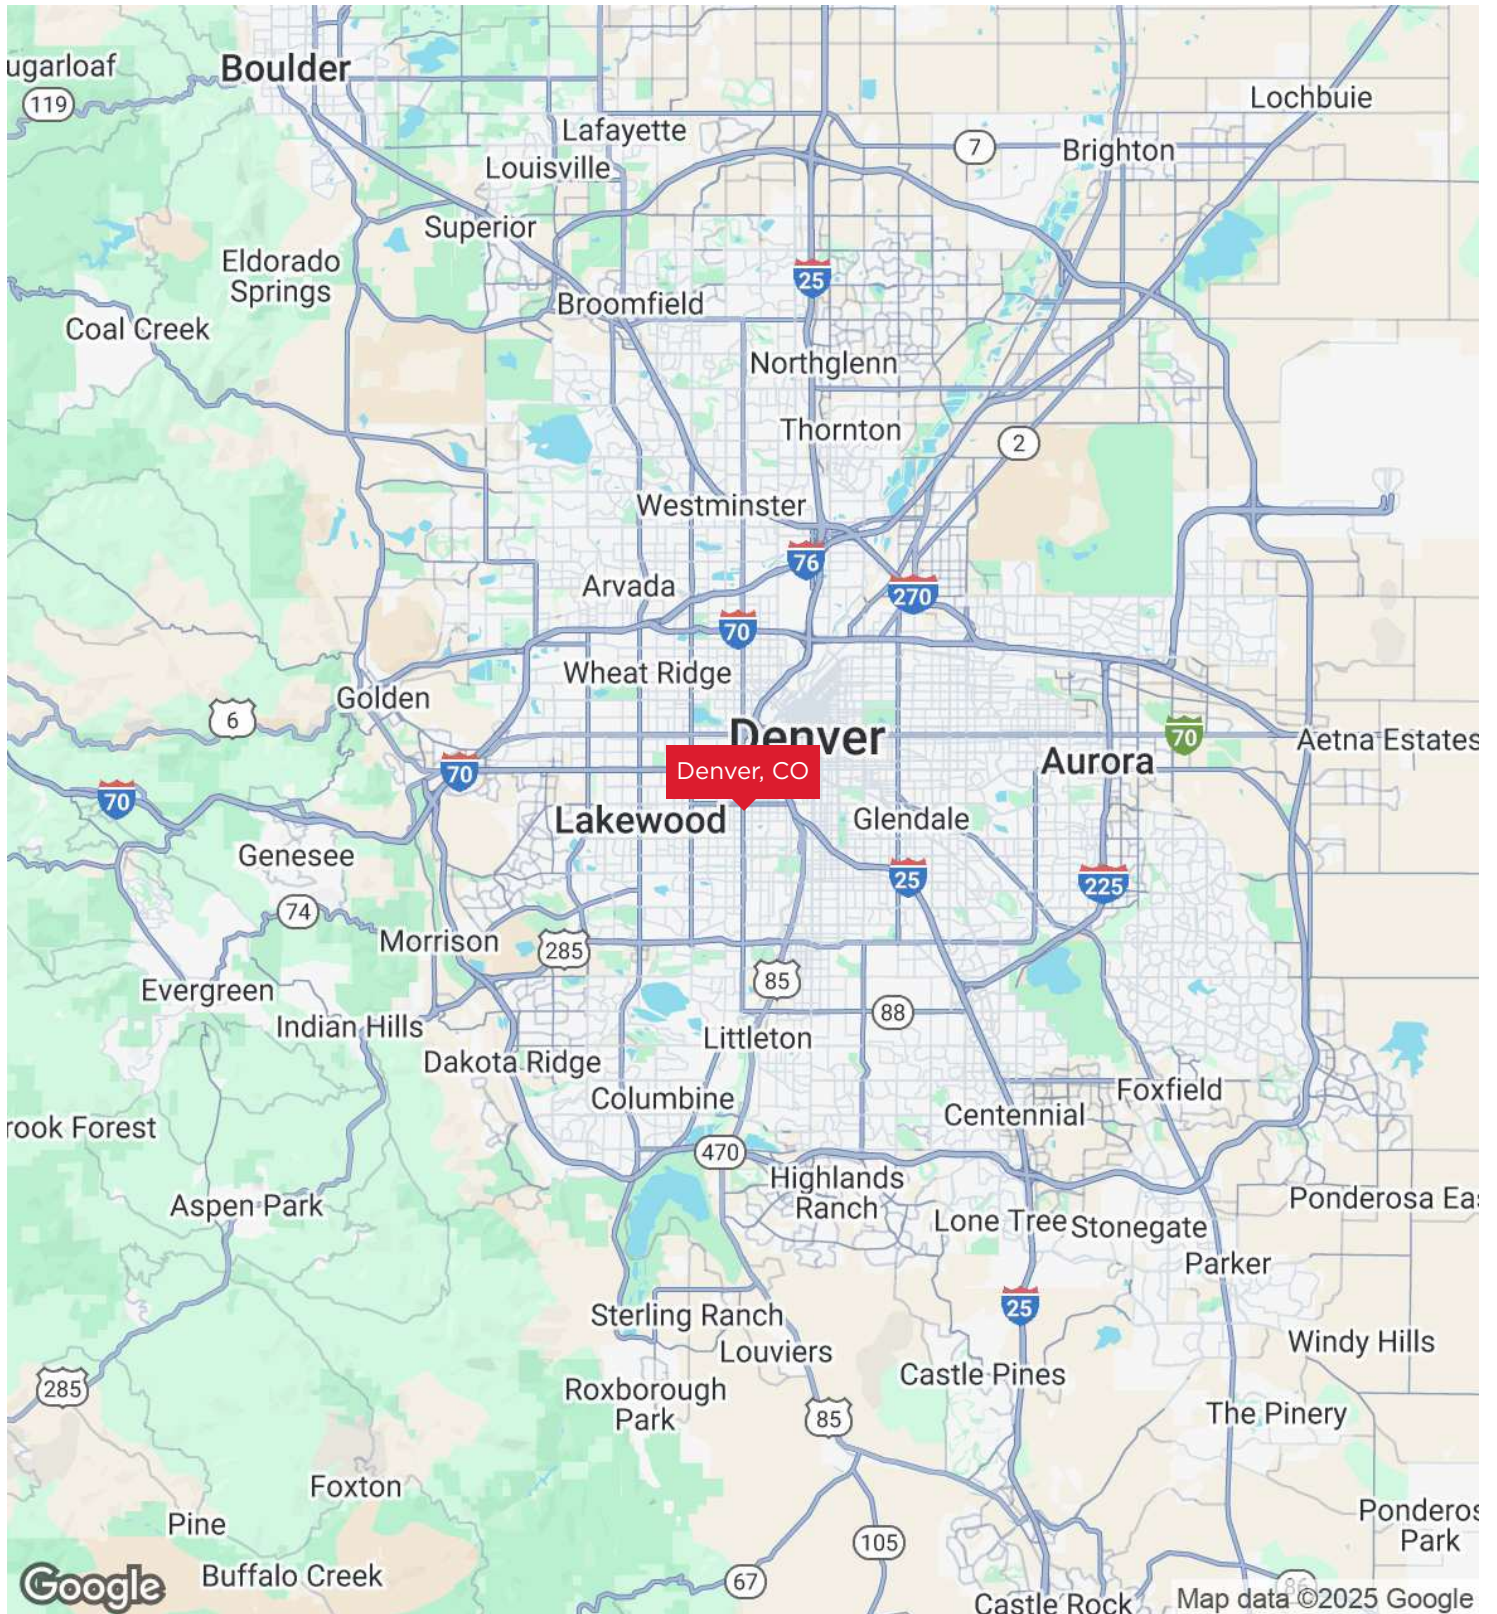 ugarloaf
Boulder
119
Lochbuie
Lafayette
7
Brighton
Louisville
Superior
Eldorado
Springs
25
Broomfield
Coal Creek
Northglenn
Thornton
2
Westminster
76
Arvada
270
70
Wheat Ridge
Golden
6
Denver
70
Aetna Estates
Aurora
70
Denver, CO
70
Lakewood
Glendale
Genesee
25
225
74
Morrison
285
85
Evergreen
88
Indian Hills
Littleton
Dakota Ridge
Foxfield
Columbine
Centennial
rook Forest
470
Highlands
Ranch
Aspen Park
Ponderosa Eas
Lone Tree
Stonegate
Parker
25
Sterling Ranch
Windy Hills
Louviers
Castle Pines
285
Roxborough
Park
85
The Pinery
Foxton
Ponderos
Park
Pine
105
Buffalo Creek
67
86
Google
Castle Rock
Map data ©2025 Google